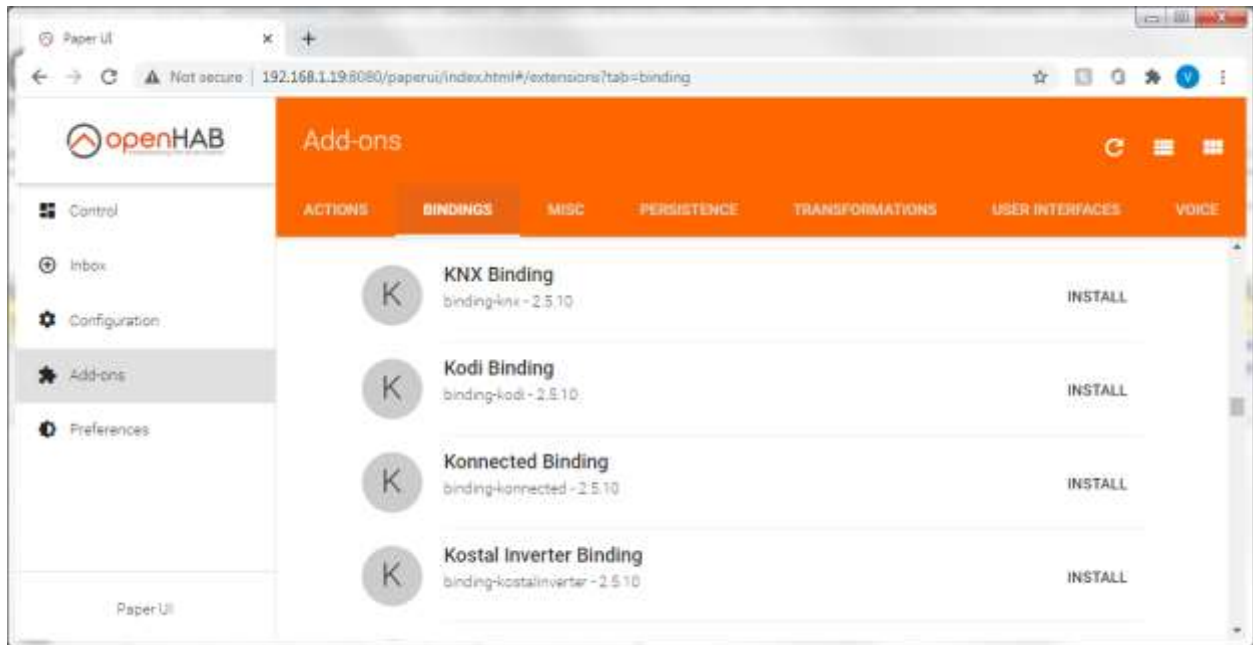 Paper UI
Not secure
192.168.1.19:8080/paperui/index.html#/extensions?tab=binding
V
openHAB
Add-ons
Control
Inbox
Configuration
Add-ons
Preferences
Paper UI
ACTIONS BINDINGS MISC PERSISTENCE TRANSFORMATIONS USER INTERFACES VOICE
K
KNX Binding
binding-knx - 2.5.10
INSTALL
K
Kodi Binding
binding-kodi - 2.5.10
INSTALL
K
Konnected Binding
binding-konnected - 2.5.10
INSTALL
K
Kostal Inverter Binding
binding-kostalinverter - 2.5.10
INSTALL